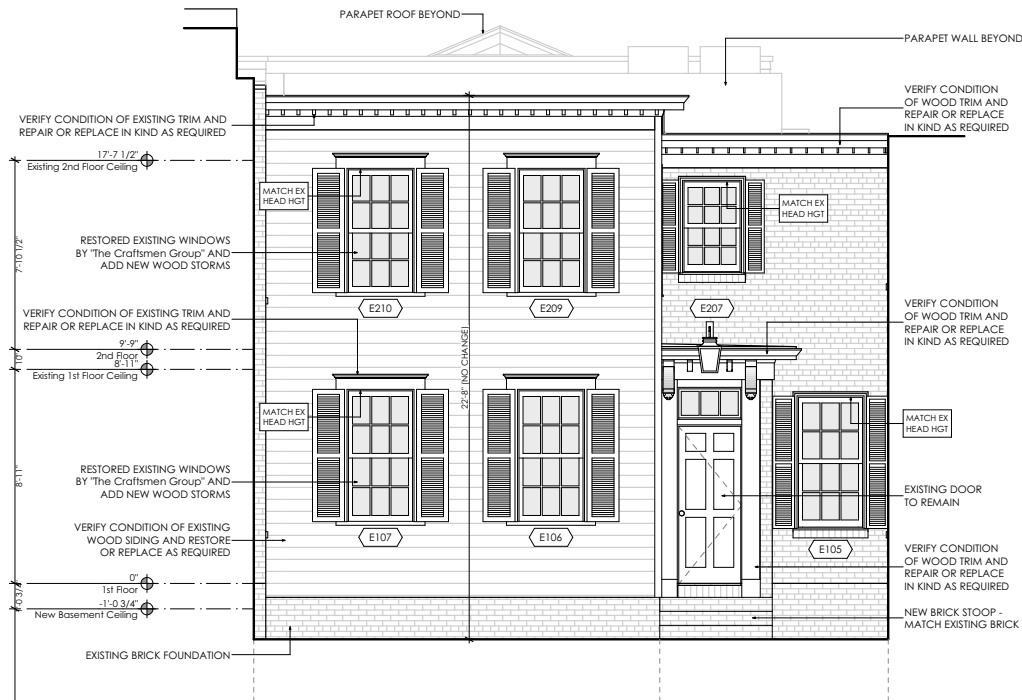 PARAPET ROOF BEYOND
PARAPET WALL BEYOND
VERIFY CONDITION OF EXISTING TRIM AND
REPAIR OR REPLACE IN KIND AS REQUIRED
VERIFY CONDITION
OF WOOD TRIM AND
REPAIR OR REPLACE
IN KIND AS REQUIRED
17'-7 1/2"
Existing 2nd Floor Ceiling
MATCH EX
HEAD HGT
MATCH EX
HEAD HGT
7'-10 1/2"
RESTORED EXISTING WINDOWS
BY "The Craftsmen Group" AND
ADD NEW WOOD STORMS
E210
E209
E207
VERIFY CONDITION OF EXISTING TRIM AND
REPAIR OR REPLACE IN KIND AS REQUIRED
VERIFY CONDITION
OF WOOD TRIM AND
REPAIR OR REPLACE
IN KIND AS REQUIRED
9'-9"
2nd Floor
10"
8'-11"
Existing 1st Floor Ceiling
22'-8" (NO CHANGE)
MATCH EX
HEAD HGT
MATCH EX
HEAD HGT
8'-11"
RESTORED EXISTING WINDOWS
BY "The Craftsmen Group" AND
ADD NEW WOOD STORMS
EXISTING DOOR
TO REMAIN
VERIFY CONDITION OF EXISTING
WOOD SIDING AND RESTORE
OR REPLACE AS REQUIRED
E107
E106
E105
VERIFY CONDITION
OF WOOD TRIM AND
REPAIR OR REPLACE
IN KIND AS REQUIRED
0"
1st Floor
1'-0 3/4"
-1'-0 3/4"
New Basement Ceiling
NEW BRICK STOOP -
MATCH EXISTING BRICK
EXISTING BRICK FOUNDATION